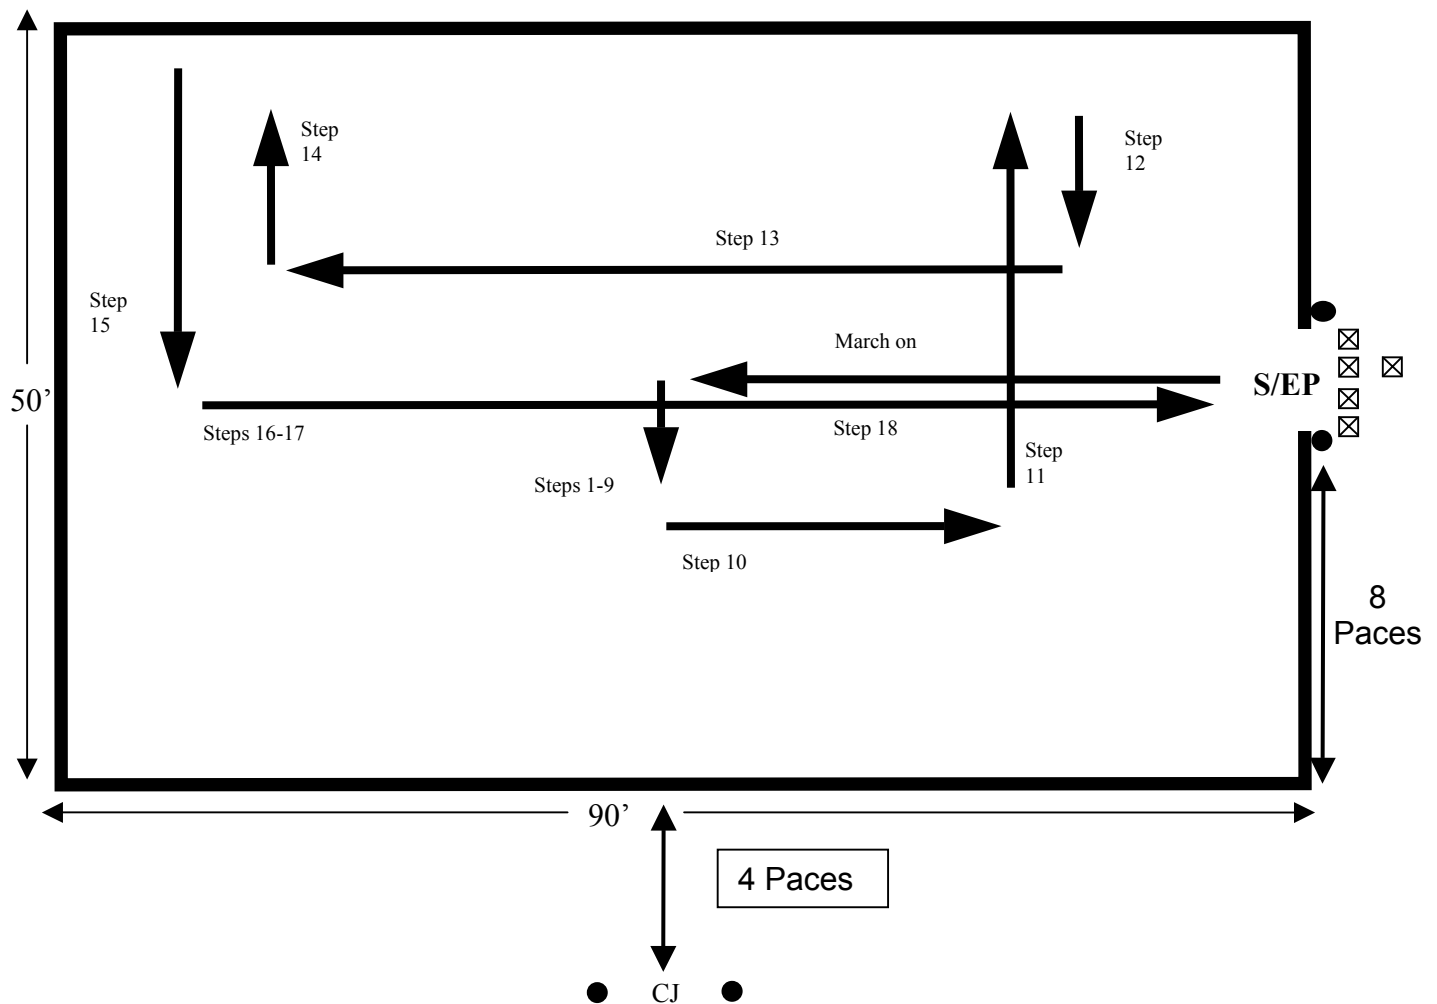 Step
14
Step
12
Step 13
Step
15
March on
S/EP
50’
Steps 16-17
Step 18
Step
11
Steps 1-9
Step 10
8
Paces
90’
4 Paces
CJ